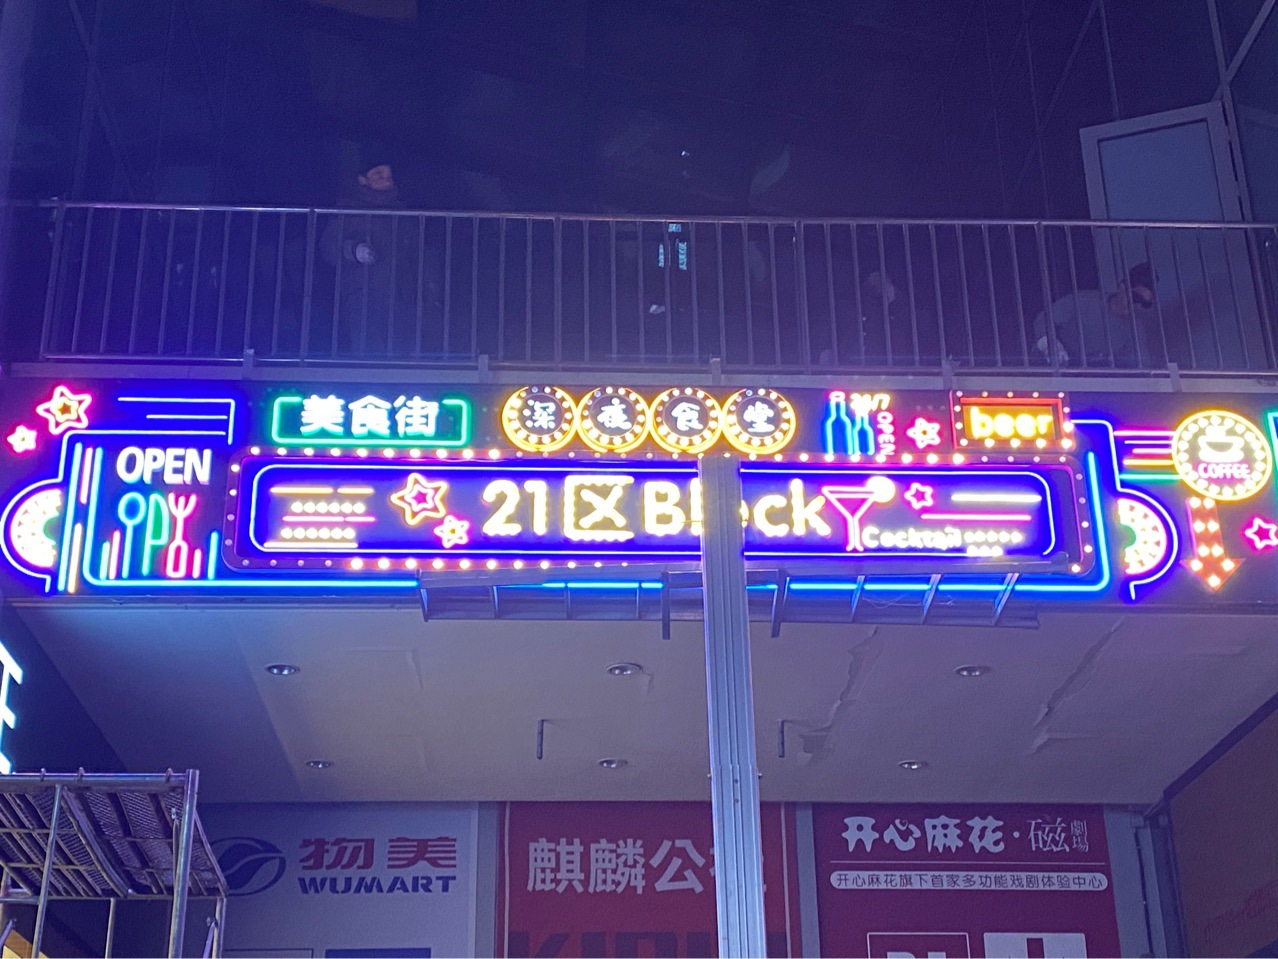 美食街
深夜食堂
24/7
OPEN
beer
OPEN
21区Block
Cocktail
COFFEE
物美
WUMART
麒麟公
开心麻花·磁劇場
开心麻花旗下首家多功能戏剧体验中心